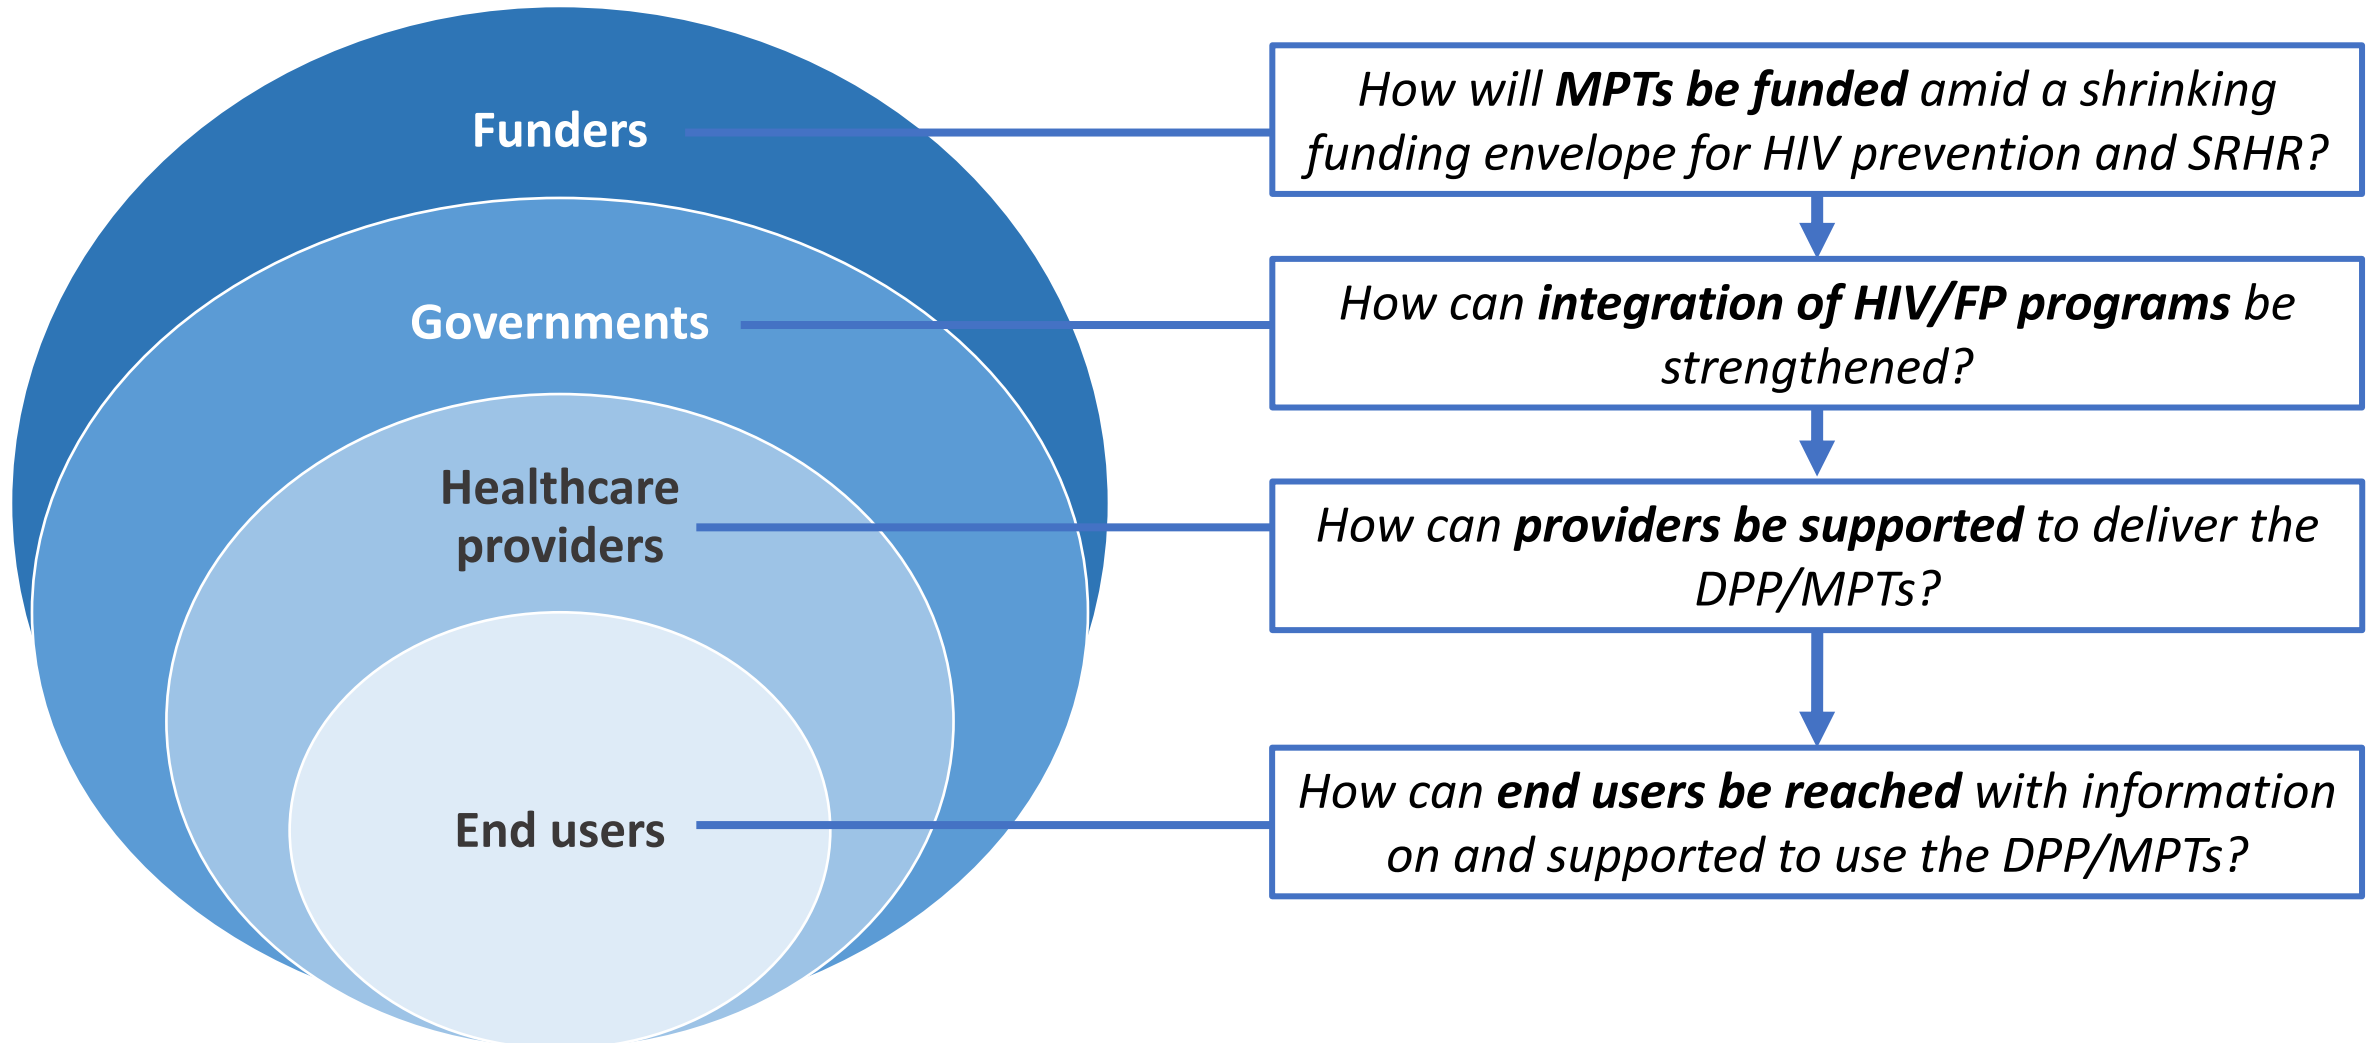 Funders
How will MPTs be funded amid a shrinking
funding envelope for HIV prevention and SRHR?
Governments
How can integration of HIV/FP programs be
strengthened?
Healthcare
providers
How can providers be supported to deliver the
DPP/MPTs?
End users
How can end users be reached with information
on and supported to use the DPP/MPTs?